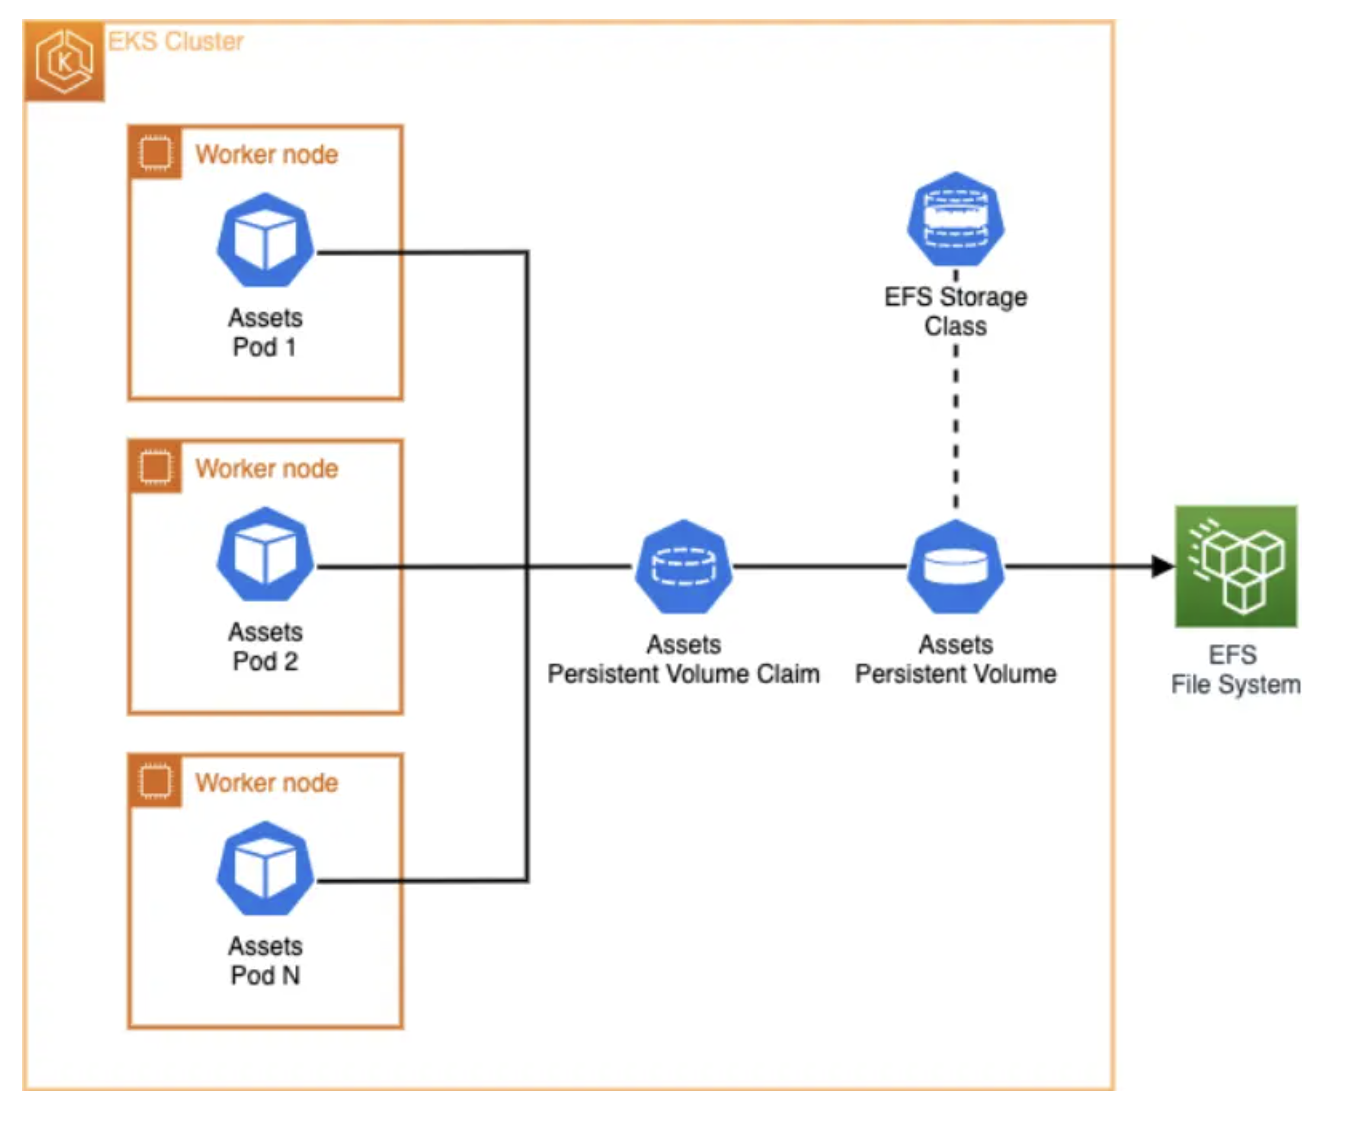 EKS Cluster
Worker node
Assets
Pod 1
Worker node
Assets
Pod 2
Worker node
Assets
Pod N
EFS Storage
Class
Assets
Persistent Volume Claim
Assets
Persistent Volume
EFS
File System